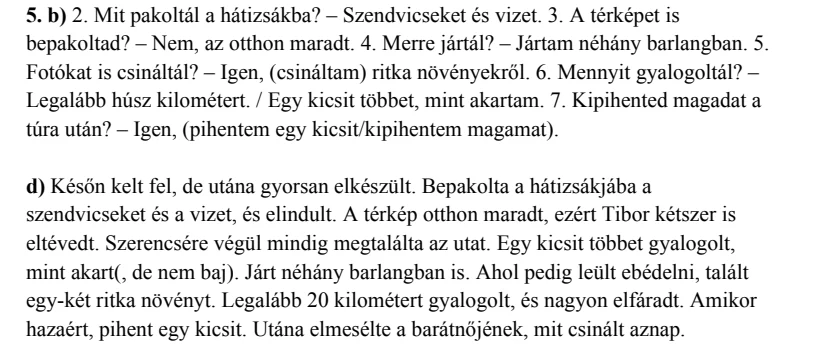 5. b) 2. Mit pakoltál a hátizsákba? – Szendvicseket és vizet. 3. A térképet is
bepakoltad? – Nem, az otthon maradt. 4. Merre jártál? – Jártam néhány barlangban. 5.
Fotókat is csináltál? – Igen, (csináltam) ritka növényekről. 6. Mennyit gyalogoltál? –
Legalább húsz kilométert. / Egy kicsit többet, mint akartam. 7. Kipihented magadat a
túra után? – Igen, (pihentem egy kicsit/kipihentem magamat).
d) Későn kelt fel, de utána gyorsan elkészült. Bepakolta a hátizsákjába a
szendvicseket és a vizet, és elindult. A térkép otthon maradt, ezért Tibor kétszer is
eltévedt. Szerencsére végül mindig megtalálta az utat. Egy kicsit többet gyalogolt,
mint akart(, de nem baj). Járt néhány barlangban is. Ahol pedig leült ebédelni, talált
egy-két ritka növényt. Legalább 20 kilométert gyalogolt, és nagyon elfáradt. Amikor
hazaért, pihent egy kicsit. Utána elmesélte a barátnőjének, mit csinált aznap.